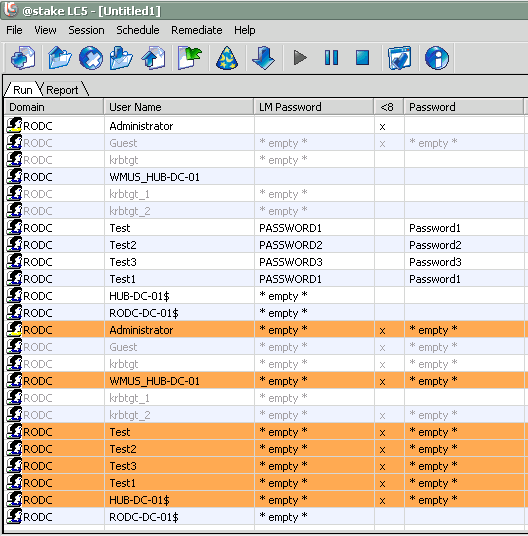 @stake LC5 - [Untitled1]
File View Session Schedule Remediate Help
Run Report
Domain User Name LM Password <8 Password
RODC Administrator x
RODC Guest * empty * x * empty *
RODC krbtgt * empty *
RODC WMUS_HUB-DC-01
RODC krbtgt_1 * empty *
RODC krbtgt_2 * empty *
RODC Test PASSWORD1 Password1
RODC Test2 PASSWORD2 Password2
RODC Test3 PASSWORD3 Password3
RODC Test1 PASSWORD1 Password1
RODC HUB-DC-01$ * empty *
RODC RODC-DC-01$ * empty *
RODC Administrator * empty * x * empty *
RODC Guest * empty * x * empty *
RODC krbtgt * empty * x * empty *
RODC WMUS_HUB-DC-01 * empty * x * empty *
RODC krbtgt_1 * empty *
RODC krbtgt_2 * empty * x * empty *
RODC Test * empty * x * empty *
RODC Test2 * empty * x * empty *
RODC Test3 * empty * x * empty *
RODC Test1 * empty * x * empty *
RODC HUB-DC-01$ * empty * x * empty *
RODC RODC-DC-01$ * empty *